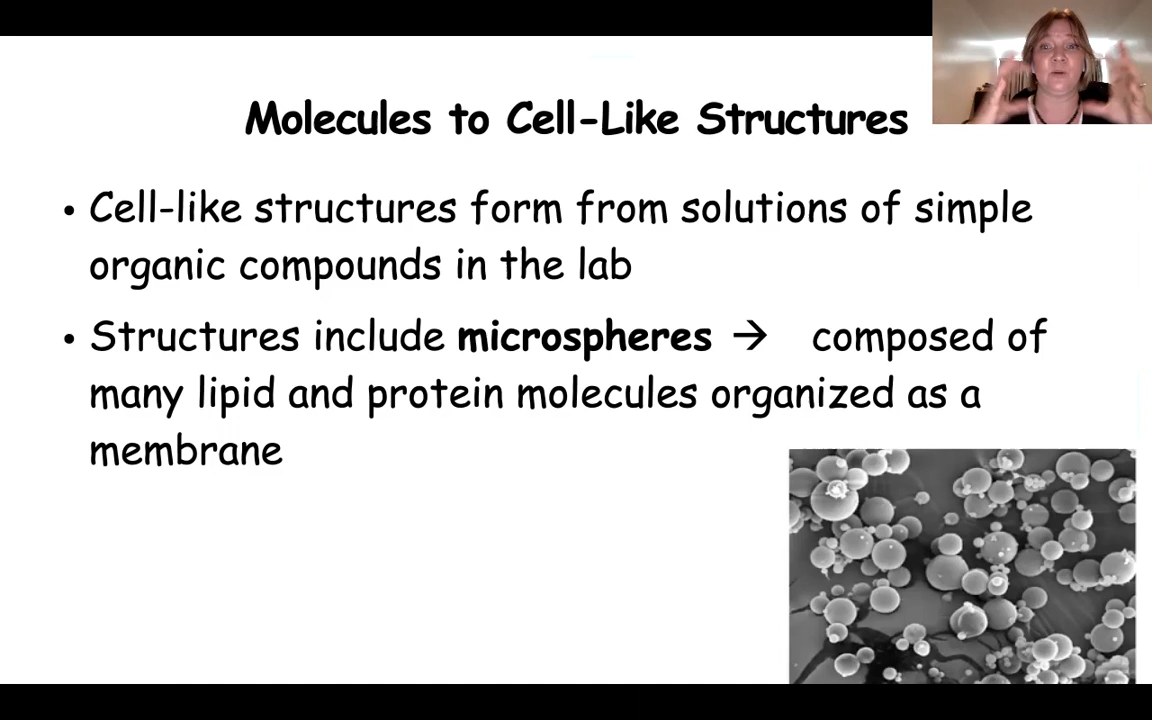 Molecules to Cell-Like Structures
• Cell-like structures form from solutions of simple
organic compounds in the lab
• Structures include microspheres → composed of
many lipid and protein molecules organized as a
membrane